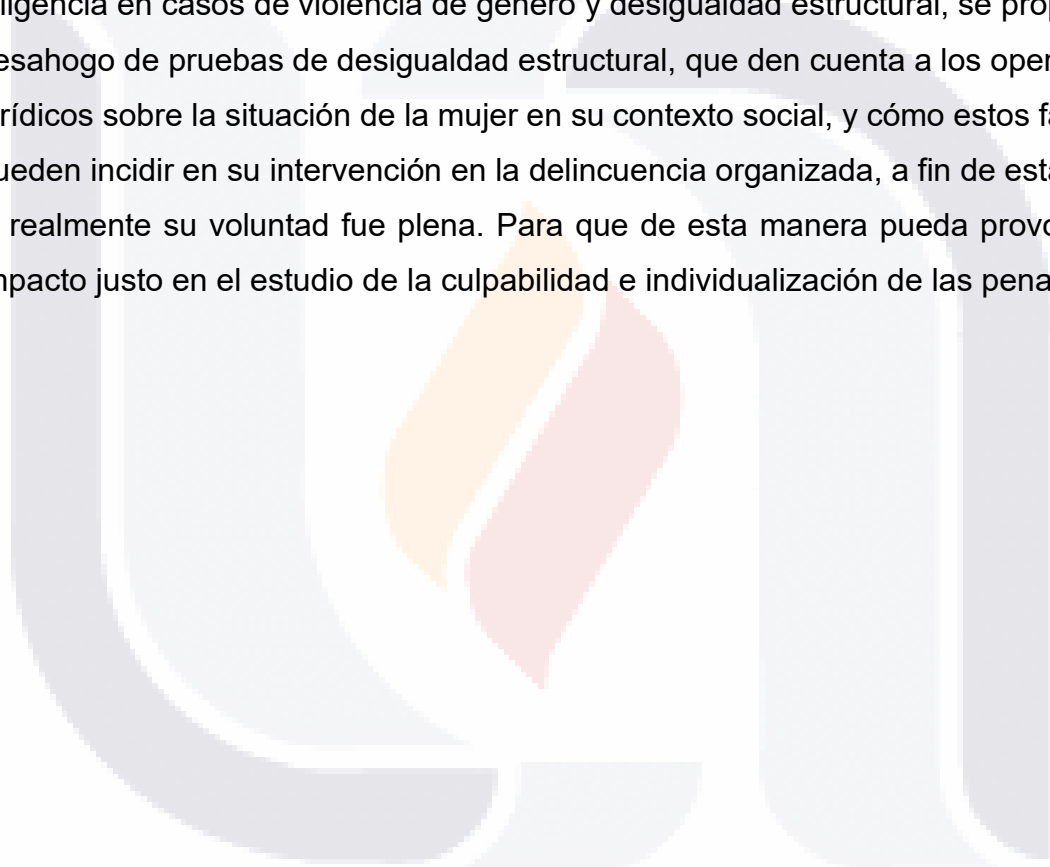 ligencia en casos de violencia de género y desigualdad estructural, se prop
esahogo de pruebas de desigualdad estructural, que den cuenta a los oper
rídicos sobre la situación de la mujer en su contexto social, y cómo estos fa
ueden incidir en su intervención en la delincuencia organizada, a fin de esta
realmente su voluntad fue plena. Para que de esta manera pueda provo
mpacto justo en el estudio de la culpabilidad e individualización de las pena